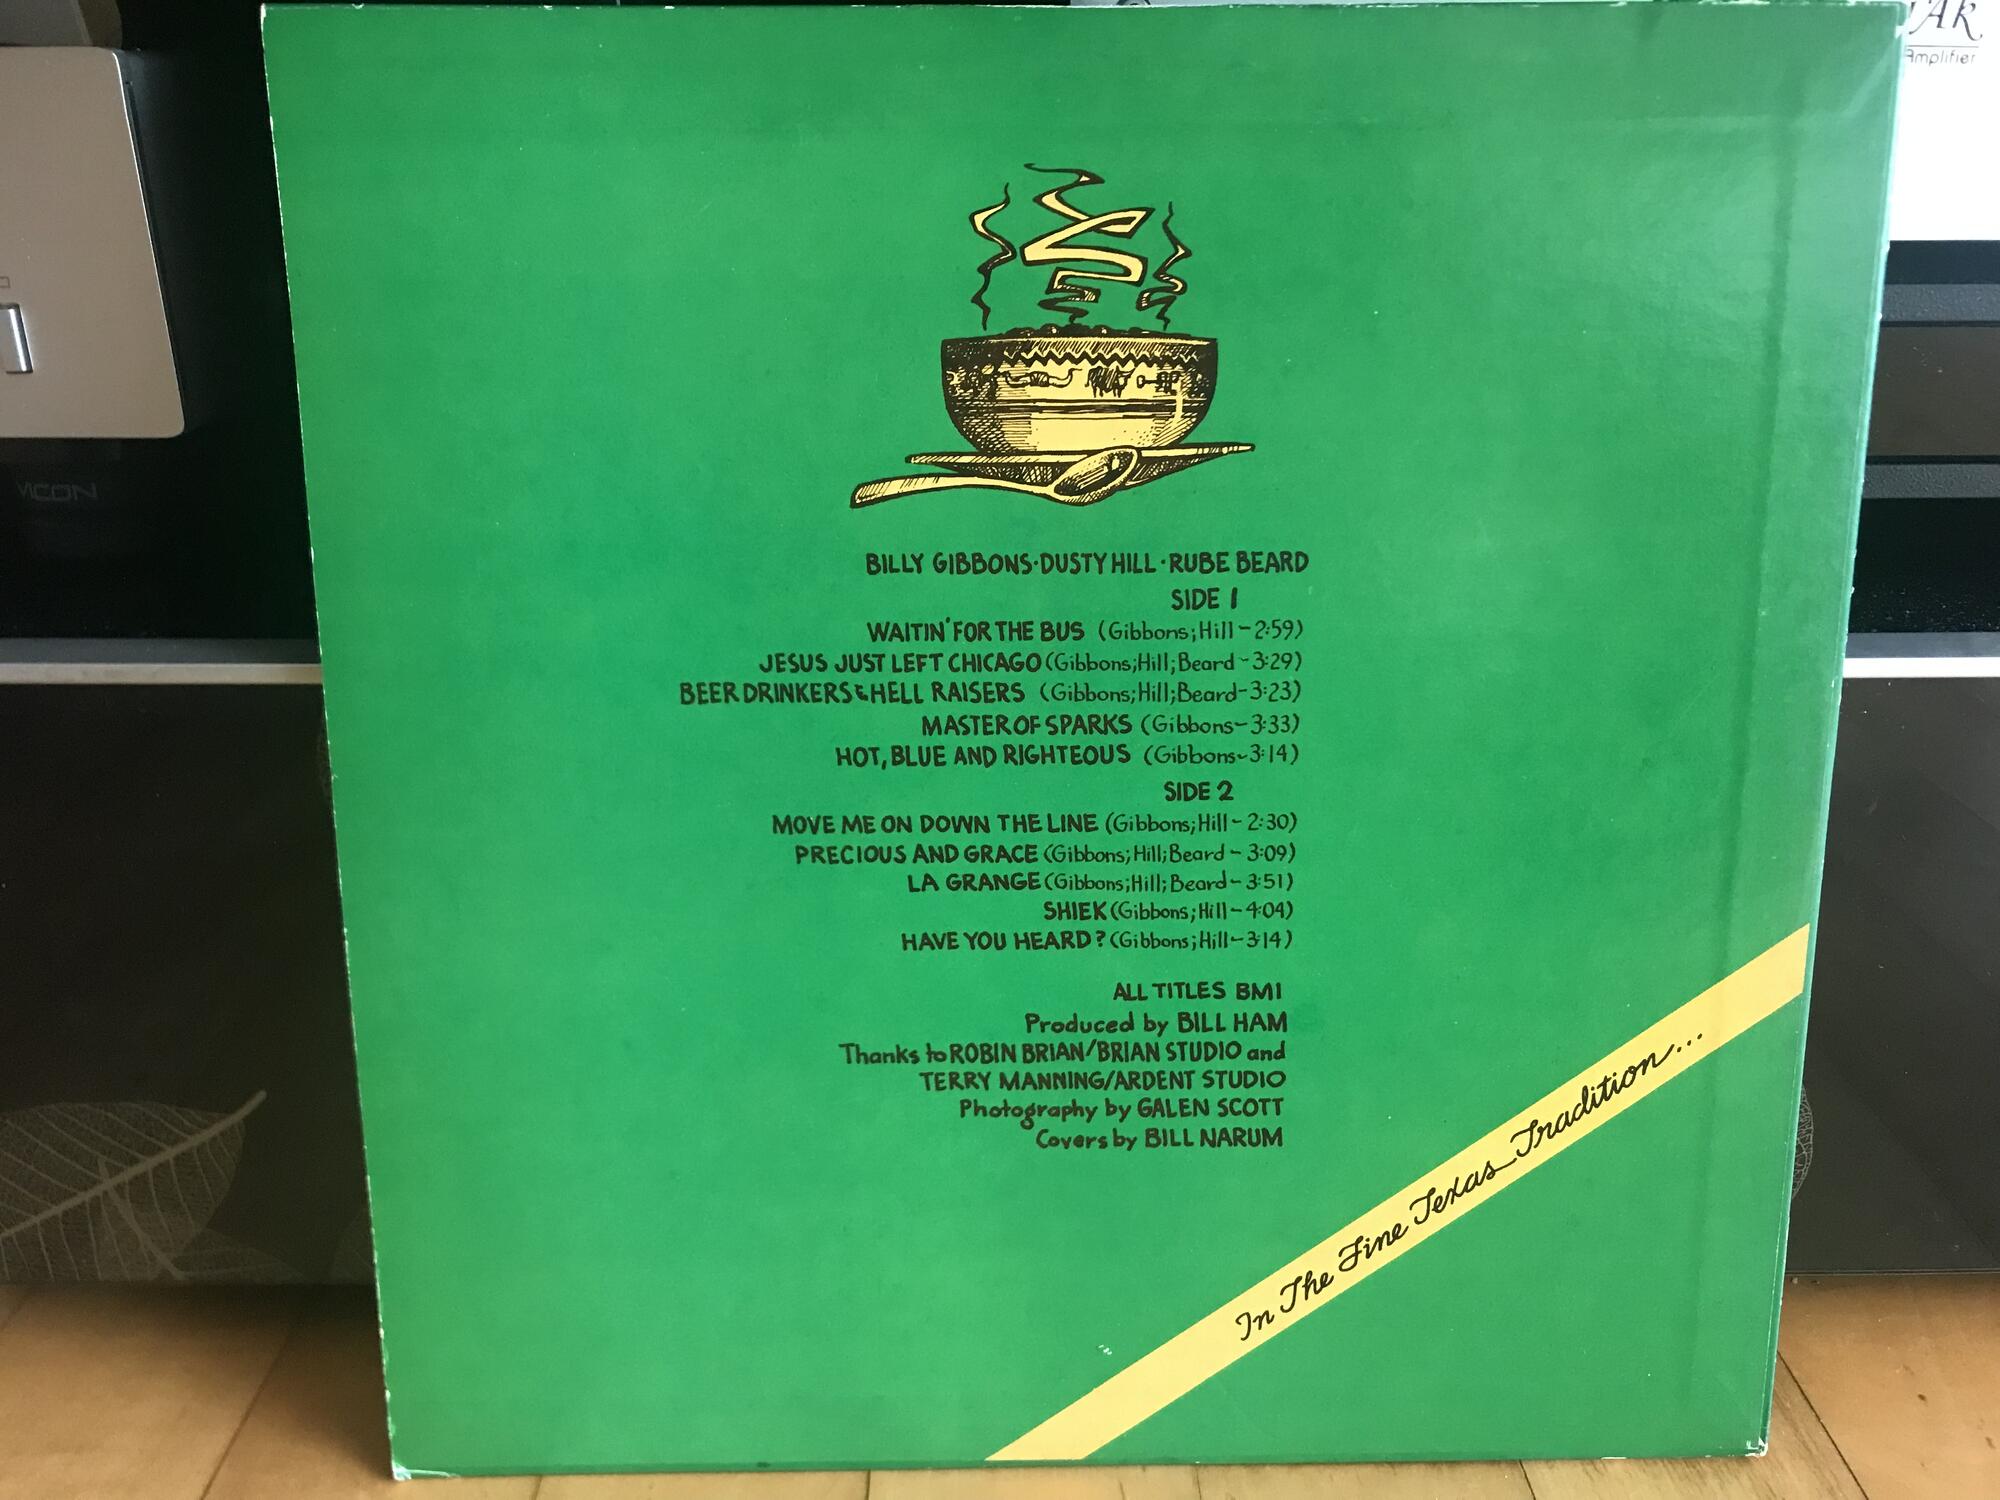 AR
Amplifier
VICON
BILLY GIBBONS·DUSTY HILL·RUBE BEARD
SIDE 1
WAITIN' FOR THE BUS (Gibbons;Hill-2:59)
JESUS JUST LEFT CHICAGO (Gibbons;Hill;Beard-3:29)
BEER DRINKERS & HELL RAISERS (Gibbons;Hill;Beard-3:23)
MASTER OF SPARKS (Gibbons-3:33)
HOT, BLUE AND RIGHTEOUS (Gibbons-3:14)
SIDE 2
MOVE ME ON DOWN THE LINE (Gibbons;Hill-2:30)
PRECIOUS AND GRACE (Gibbons;Hill;Beard-3:09)
LA GRANGE (Gibbons;Hill;Beard-3:51)
SHIEK (Gibbons;Hill-4:04)
HAVE YOU HEARD? (Gibbons;Hill-3:14)
ALL TITLES BMI
Produced by BILL HAM
Thanks to ROBIN BRIAN/BRIAN STUDIO and
TERRY MANNING/ARDENT STUDIO
Photography by GALEN SCOTT
Covers by BILL NARUM
In The Fine Texas Tradition...